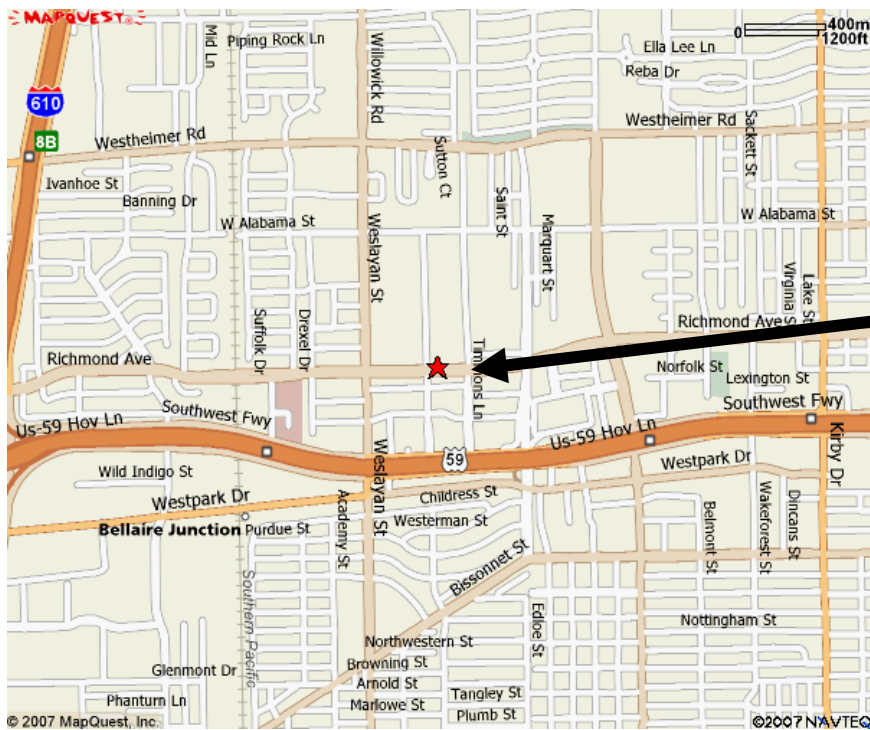 MAPQUEST®
400m
0
1200ft
Mid Ln
Piping Rock Ln
Willowick Rd
Ella Lee Ln
Reba Dr
610
8B
Westheimer Rd
Westheimer Rd
Sackett St
Sutton Ct
Ivanhoe St
Banning Dr
Saint St
W Alabama St
W Alabama St
Weslayan St
Marquart St
Virginia S
Lake St
Suffolk Dr
Drexel Dr
Richmond Ave
Timmons Ln
Richmond Ave
Norfolk St
Lexington St
Southwest Fwy
Southwest Fwy
Us-59 Hov Ln
Us-59 Hov Ln
59
Kirby Dr
Wild Indigo St
Weslayan St
Westpark Dr
Westpark Dr
Childress St
Academy St
Belmont St
Wakeforest St
Dincans St
Bellaire Junction
Purdue St
Westerman St
Bissonnet St
Southern Pacific
Edloe St
Nottingham St
Northwestern St
Browning St
Glenmont Dr
Arnold St
Tangley St
Phanturn Ln
Marlowe St
Plumb St
© 2007 MapQuest, Inc.
©2007 NAVTEQ